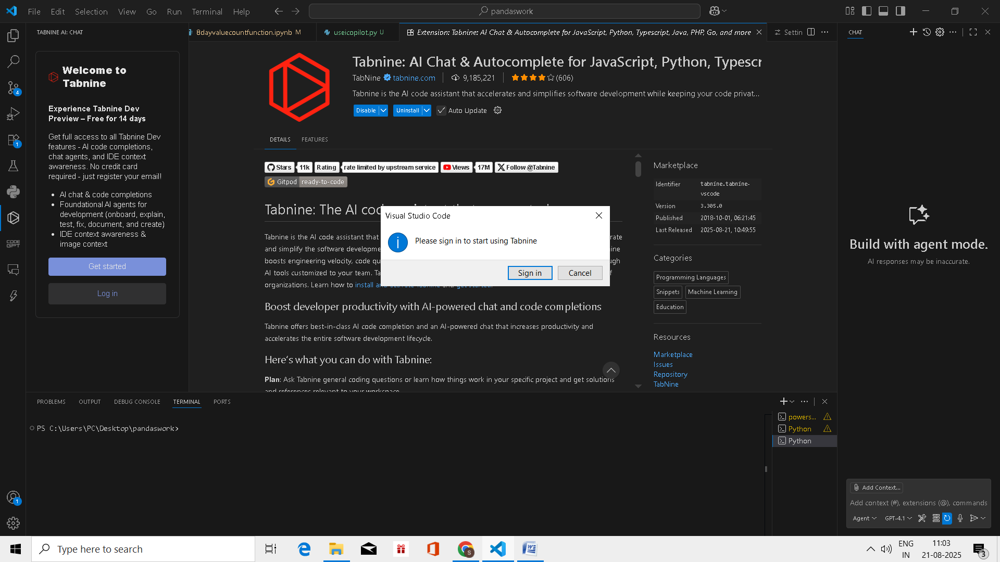 File Edit Selection View Go Run Terminal Help
pandaswork
TABNINE AI: CHAT
8dayvaluecountfunction.ipynb M
useicopilot.py U
Extension: Tabnine: AI Chat & Autocomplete for JavaScript, Python, Typescript, Java, PHP, Go, and more
Settin
CHAT
Welcome to
Tabnine
Experience Tabnine Dev
Preview – Free for 14 days
Get full access to all Tabnine Dev
features - AI code completions,
chat agents, and IDE context
awareness. No credit card
required - just register your email!
• AI chat & code completions
• Foundational AI agents for
development (onboard, explain,
test, fix, document, and create)
• IDE context awareness &
image context
Get started
Log in
4
1
CODE
GPT
1
Tabnine: AI Chat & Autocomplete for JavaScript, Python, Typescr
TabNine tabnine.com 9,185,221 (606)
Tabnine is the AI code assistant that accelerates and simplifies software development while keeping your code privat...
Disable Uninstall Auto Update
DETAILS FEATURES
Stars 11k Rating rate limited by upstream service Views 17M Follow @Tabnine
Gitpod ready-to-code
Tabnine: The AI cod
Tabnine is the AI code assistant that
and simplify the software developme
boosts engineering velocity, code qu
AI tools customized to your team. Ta
organizations. Learn how to install
Boost developer productivity with AI-powered chat and code completions
Tabnine offers best-in-class AI code completion and an AI-powered chat that increases productivity and
accelerates the entire software development lifecycle.
Here's what you can do with Tabnine:
Plan: Ask Tabnine general coding questions or learn how things work in your specific project and get solutions
and references relevant to your workspace
Visual Studio Code
Please sign in to start using Tabnine
Sign in Cancel
Marketplace
Identifier tabnine.tabnine-
vscode
Version 3.305.0
Published 2018-10-01, 06:21:45
Last Released 2025-08-21, 10:49:55
Categories
Programming Languages
Snippets Machine Learning
Education
Resources
Marketplace
Issues
Repository
TabNine
Build with agent mode.
AI responses may be inaccurate.
PROBLEMS OUTPUT DEBUG CONSOLE TERMINAL PORTS
PS C:\Users\PC\Desktop\pandaswork>
powers...
Python
Python
Add Context...
Add context (#), extensions (@), commands
Agent GPT-4.1
Type here to search
S
ENG
IN
11:03
21-08-2025
3